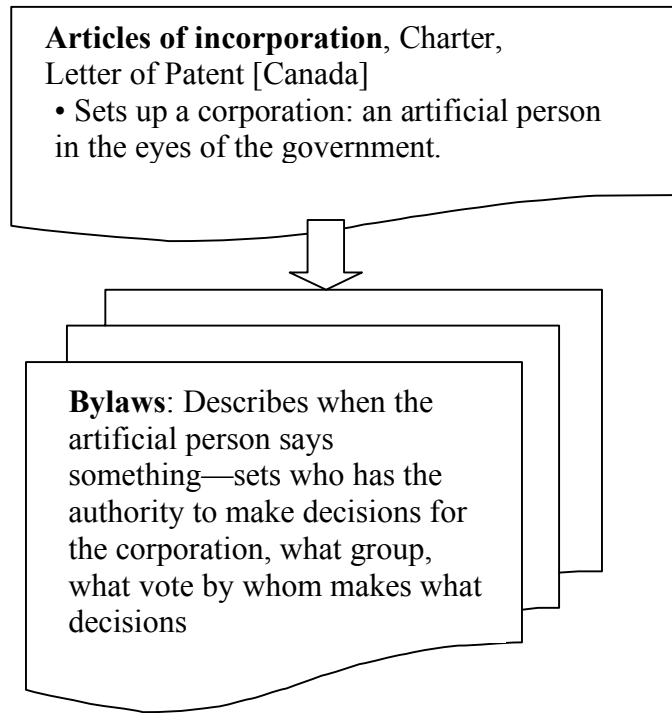 Articles of incorporation, Charter,
Letter of Patent [Canada]
• Sets up a corporation: an artificial person
in the eyes of the government.
Bylaws: Describes when the
artificial person says
something—sets who has the
authority to make decisions for
the corporation, what group,
what vote by whom makes what
decisions